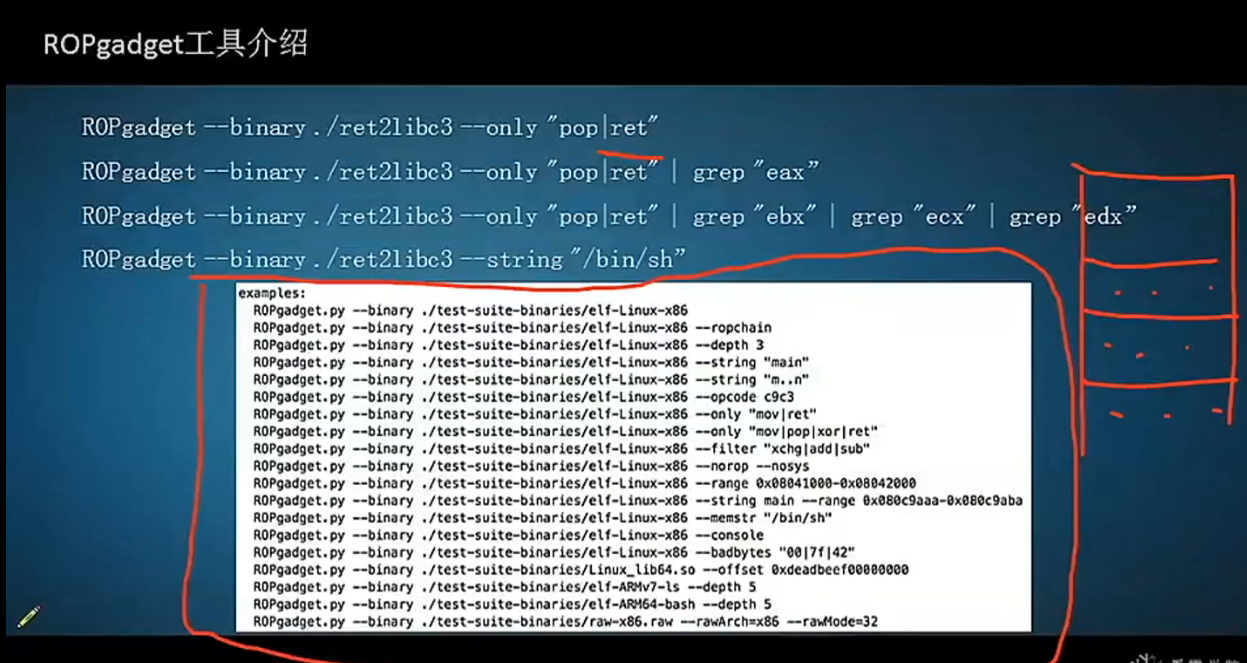 ROPgadget工具介绍
ROPgadget --binary ./ret2libc3 --only "pop|ret"
ROPgadget --binary ./ret2libc3 --only "pop|ret" | grep "eax”
ROPgadget --binary ./ret2libc3 --only "pop|ret" | grep "ebx" | grep "ecx" | grep "edx”
ROPgadget --binary ./ret2libc3 --string "/bin/sh”
examples:
ROPgadget.py --binary ./test-suite-binaries/elf-Linux-x86
ROPgadget.py --binary ./test-suite-binaries/elf-Linux-x86 --ropchain
ROPgadget.py --binary ./test-suite-binaries/elf-Linux-x86 --depth 3
ROPgadget.py --binary ./test-suite-binaries/elf-Linux-x86 --string "main"
ROPgadget.py --binary ./test-suite-binaries/elf-Linux-x86 --string "m..n"
ROPgadget.py --binary ./test-suite-binaries/elf-Linux-x86 --opcode c9c3
ROPgadget.py --binary ./test-suite-binaries/elf-Linux-x86 --only "mov|ret"
ROPgadget.py --binary ./test-suite-binaries/elf-Linux-x86 --only "mov|pop|xor|ret"
ROPgadget.py --binary ./test-suite-binaries/elf-Linux-x86 --filter "xchg|add|sub"
ROPgadget.py --binary ./test-suite-binaries/elf-Linux-x86 --norop --nosys
ROPgadget.py --binary ./test-suite-binaries/elf-Linux-x86 --range 0x08041000-0x08042000
ROPgadget.py --binary ./test-suite-binaries/elf-Linux-x86 --string main --range 0x080c9aaa-0x080c9aba
ROPgadget.py --binary ./test-suite-binaries/elf-Linux-x86 --memstr "/bin/sh"
ROPgadget.py --binary ./test-suite-binaries/elf-Linux-x86 --console
ROPgadget.py --binary ./test-suite-binaries/elf-Linux-x86 --badbytes "00|7f|42"
ROPgadget.py --binary ./test-suite-binaries/Linux_lib64.so --offset 0xdeadbeef00000000
ROPgadget.py --binary ./test-suite-binaries/elf-ARMv7-ls --depth 5
ROPgadget.py --binary ./test-suite-binaries/elf-ARM64-bash --depth 5
ROPgadget.py --binary ./test-suite-binaries/raw-x86.raw --rawArch=x86 --rawMode=32